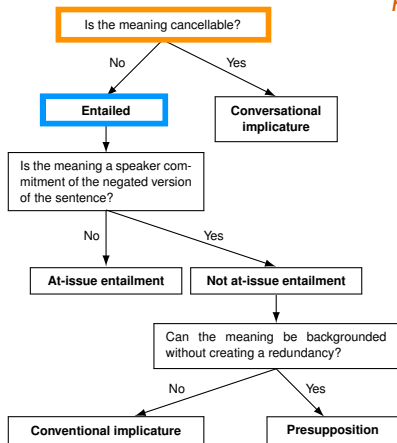 Is the meaning cancellable?
No
Yes
Entailed
Conversational
implicature
Is the meaning a speaker com-
mitment of the negated version
of the sentence?
No
Yes
At-issue entailment
Not at-issue entailment
Can the meaning be backgrounded
without creating a redundancy?
No
Yes
Conventional implicature
Presupposition